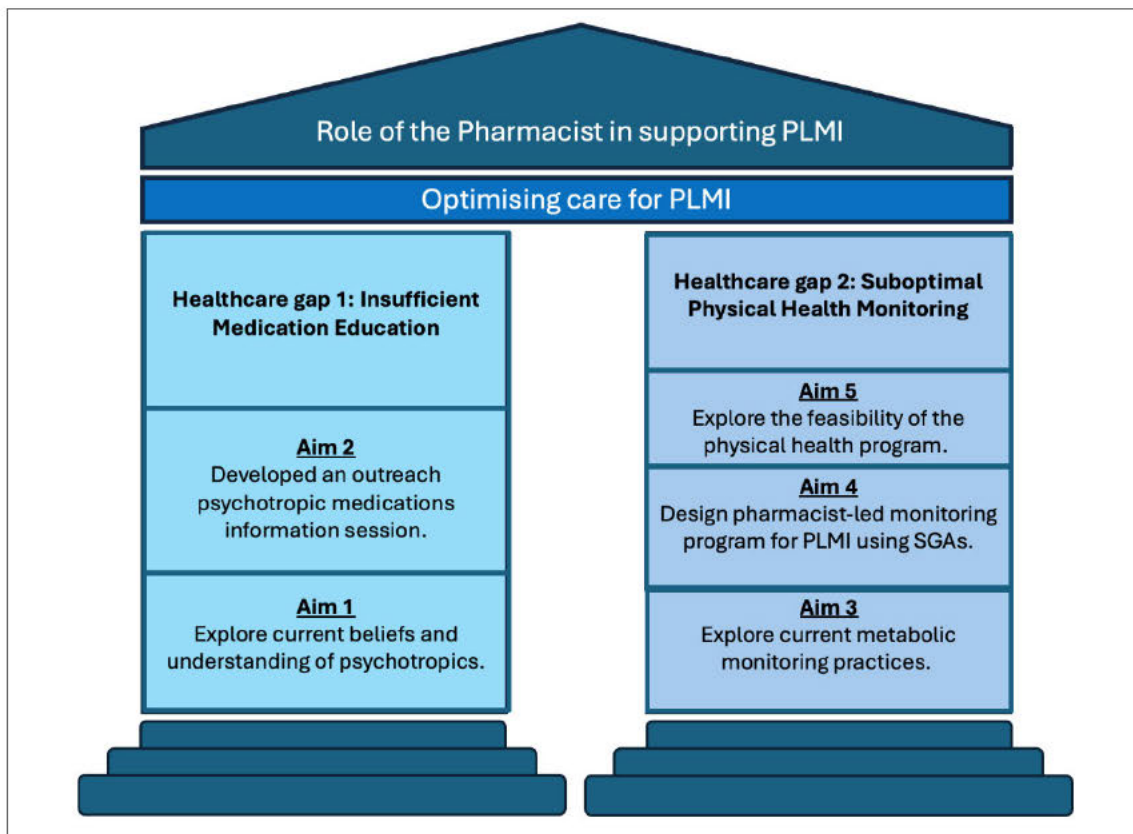 Role of the Pharmacist in supporting PLMI
Optimising care for PLMI
Healthcare gap 1: Insufficient
Medication Education
Aim 2
Developed an outreach
psychotropic medications
information session.
Aim 1
Explore current beliefs and
understanding of psychotropics.
Healthcare gap 2: Suboptimal
Physical Health Monitoring
Aim 5
Explore the feasibility of the
physical health program.
Aim 4
Design pharmacist-led monitoring
program for PLMI using SGAs.
Aim 3
Explore current metabolic
monitoring practices.